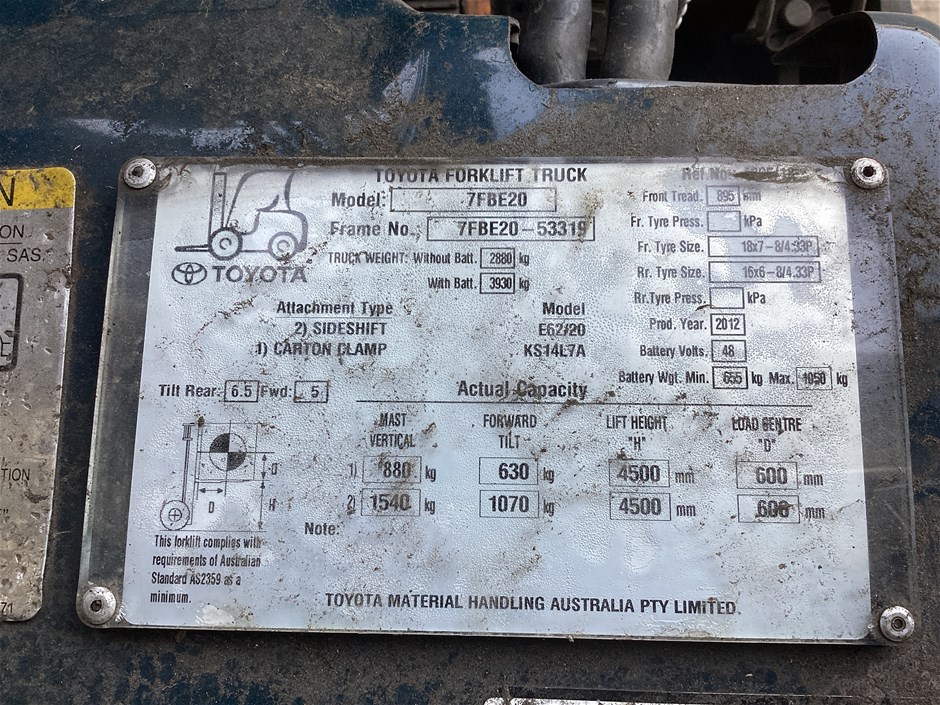 TOYOTA FORKLIFT TRUCK
Ref No.
Model: 7FBE20
Frame No. 7FBE20-53319
TRUCK WEIGHT: Without Batt. 2880 kg
With Batt. 3930 kg
TOYOTA
Front Tread. 895 mm
Fr. Tyre Press. kPa
Fr. Tyre Size. 18x7-8/4.33P
Rr. Tyre Size. 16x6-8/4.33P
Rr.Tyre Press. kPa
Prod. Year. 2012
Battery Volts. 48
Battery Wgt. Min. 655 kg Max. 1050 kg
Attachment Type Model
2) SIDESHIFT E62/20
1) CARTON CLAMP KS14L7A
Tilt Rear: 6.5 Fwd: 5
Actual Capacity
MAST VERTICAL FORWARD TILT LIFT HEIGHT "H" LOAD CENTRE "D"
1) 880 kg 630 kg 4500 mm 600 mm
2) 1540 kg 1070 kg 4500 mm 600 mm
D
D
H
Note:
This forklift complies with
requirements of Australian
Standard AS2359 as a
minimum.
TOYOTA MATERIAL HANDLING AUSTRALIA PTY LIMITED.
N
ON
SAS.
TION
71